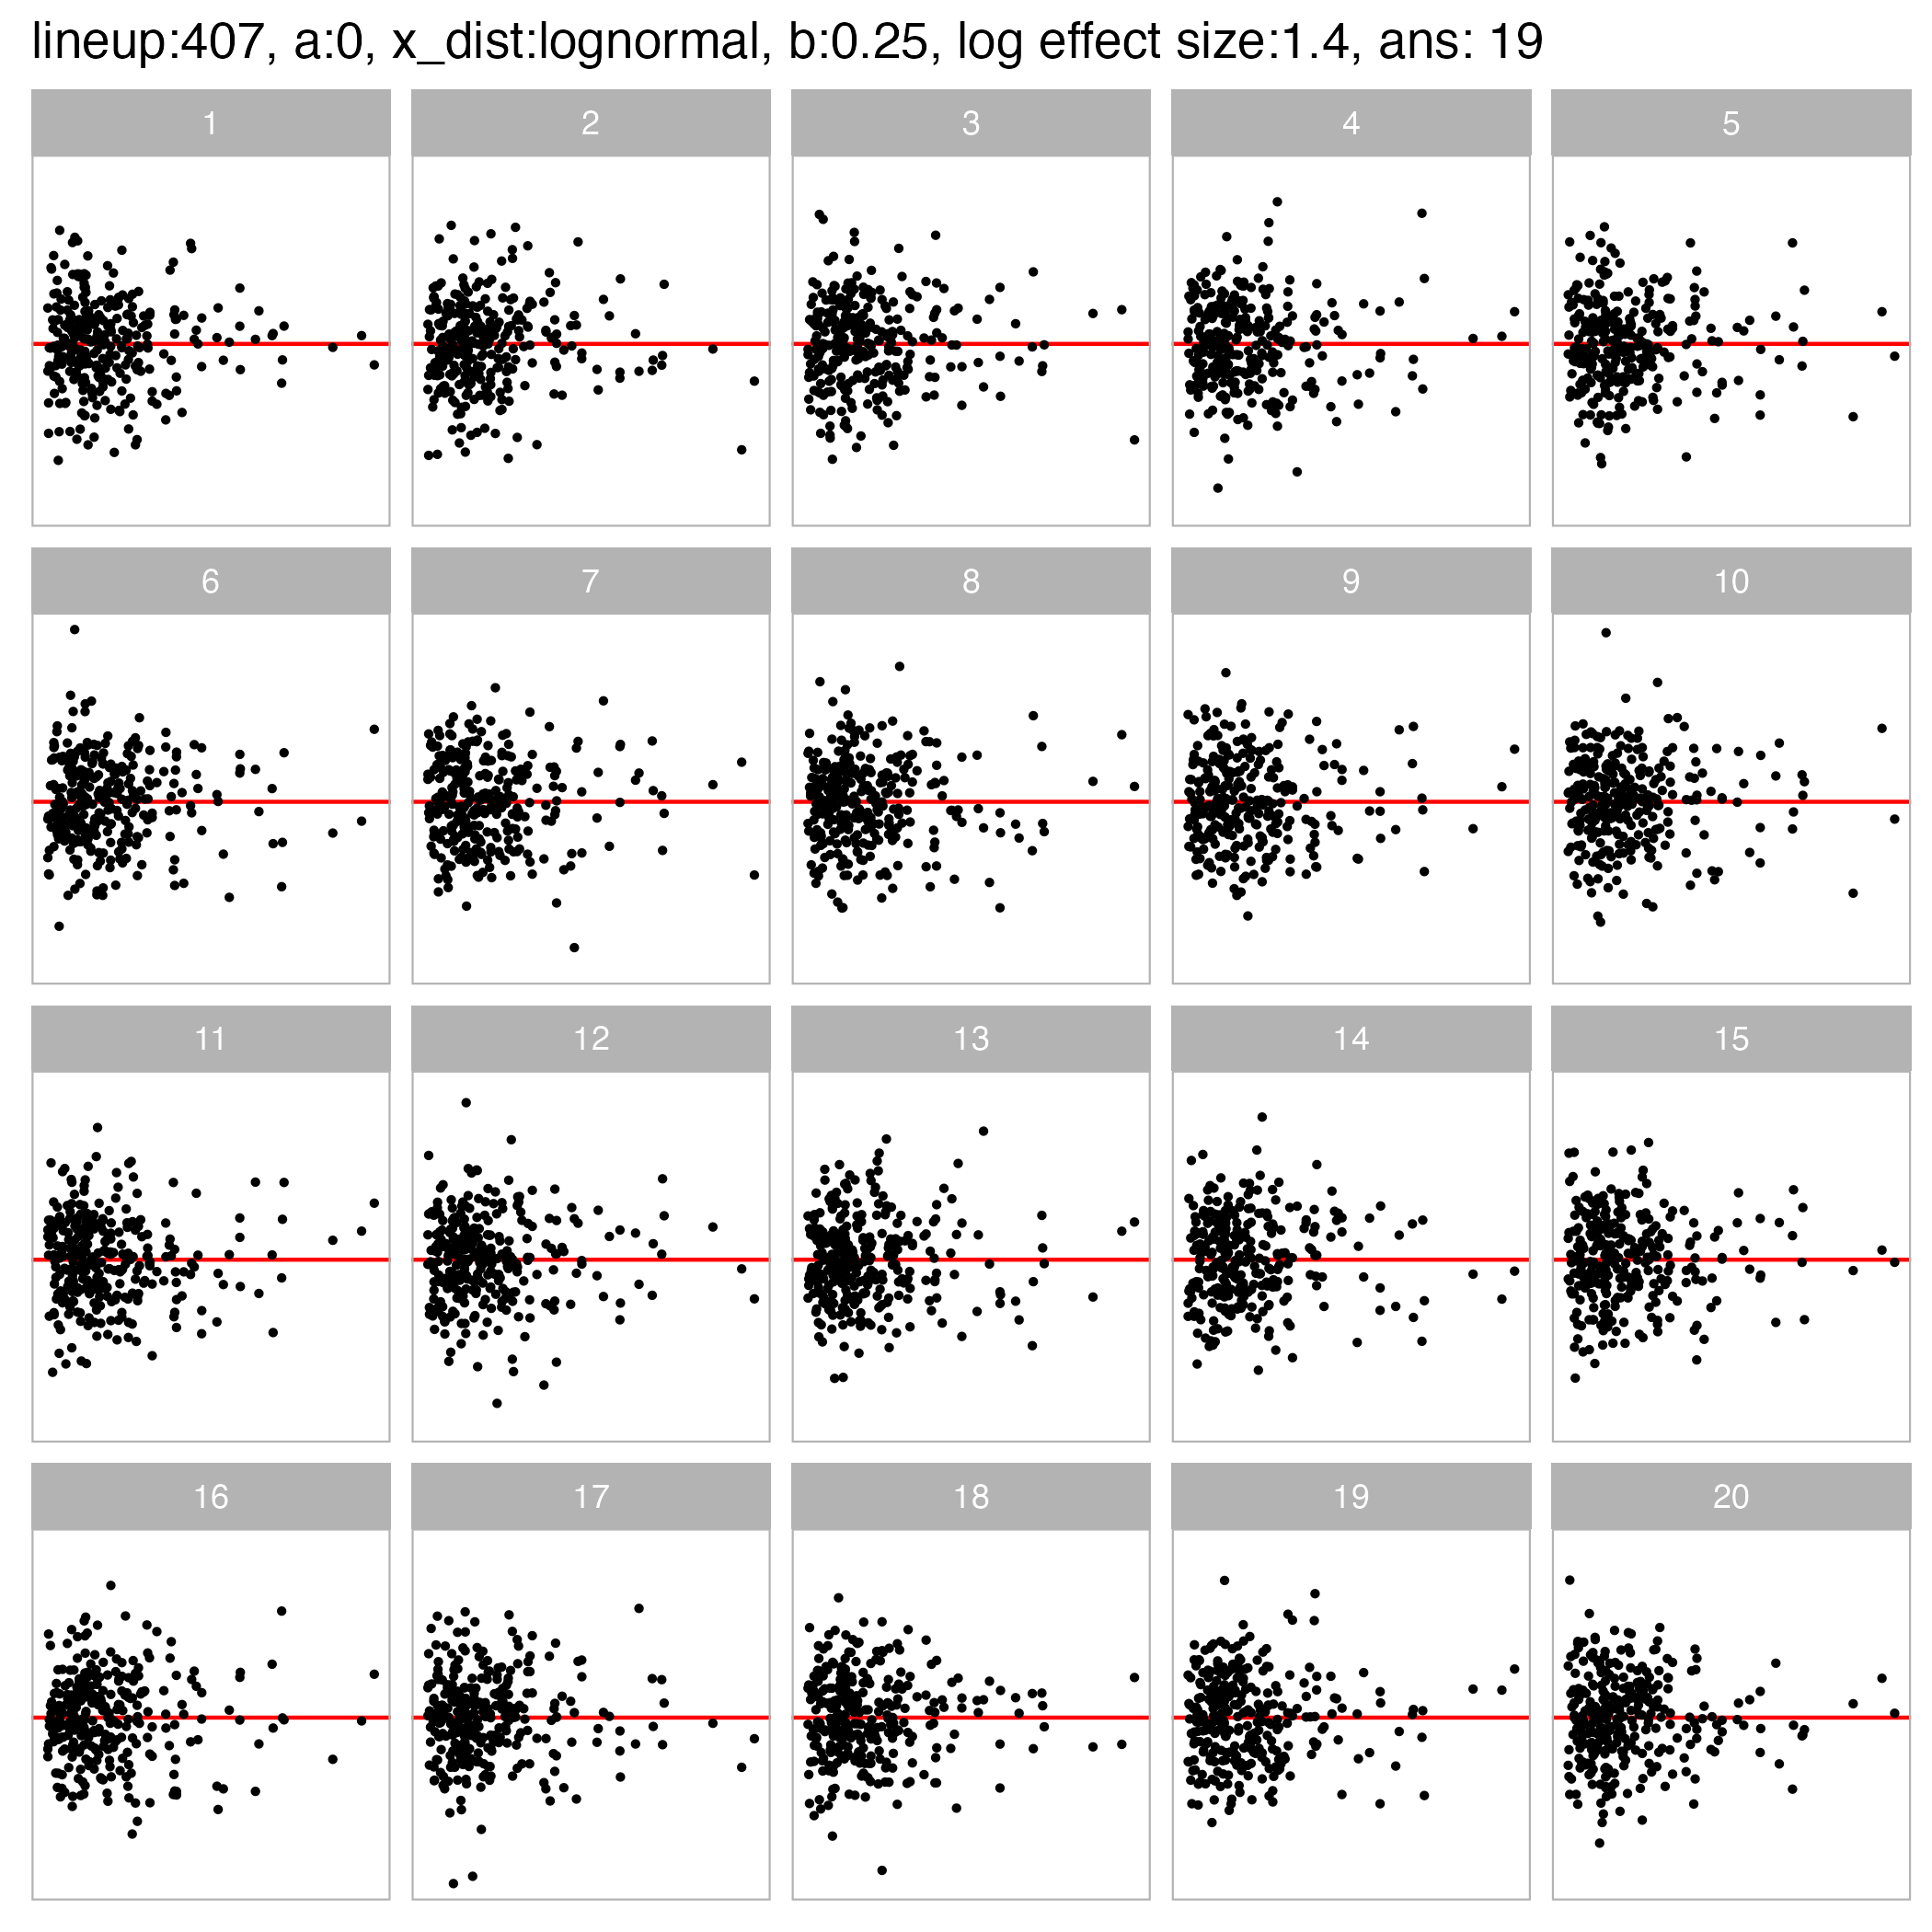 lineup:407, a:0, x_dist:lognormal, b:0.25, log effect size:1.4, ans: 19
1 2 3 4 5
6 7 8 9 10
11 12 13 14 15
16 17 18 19 20